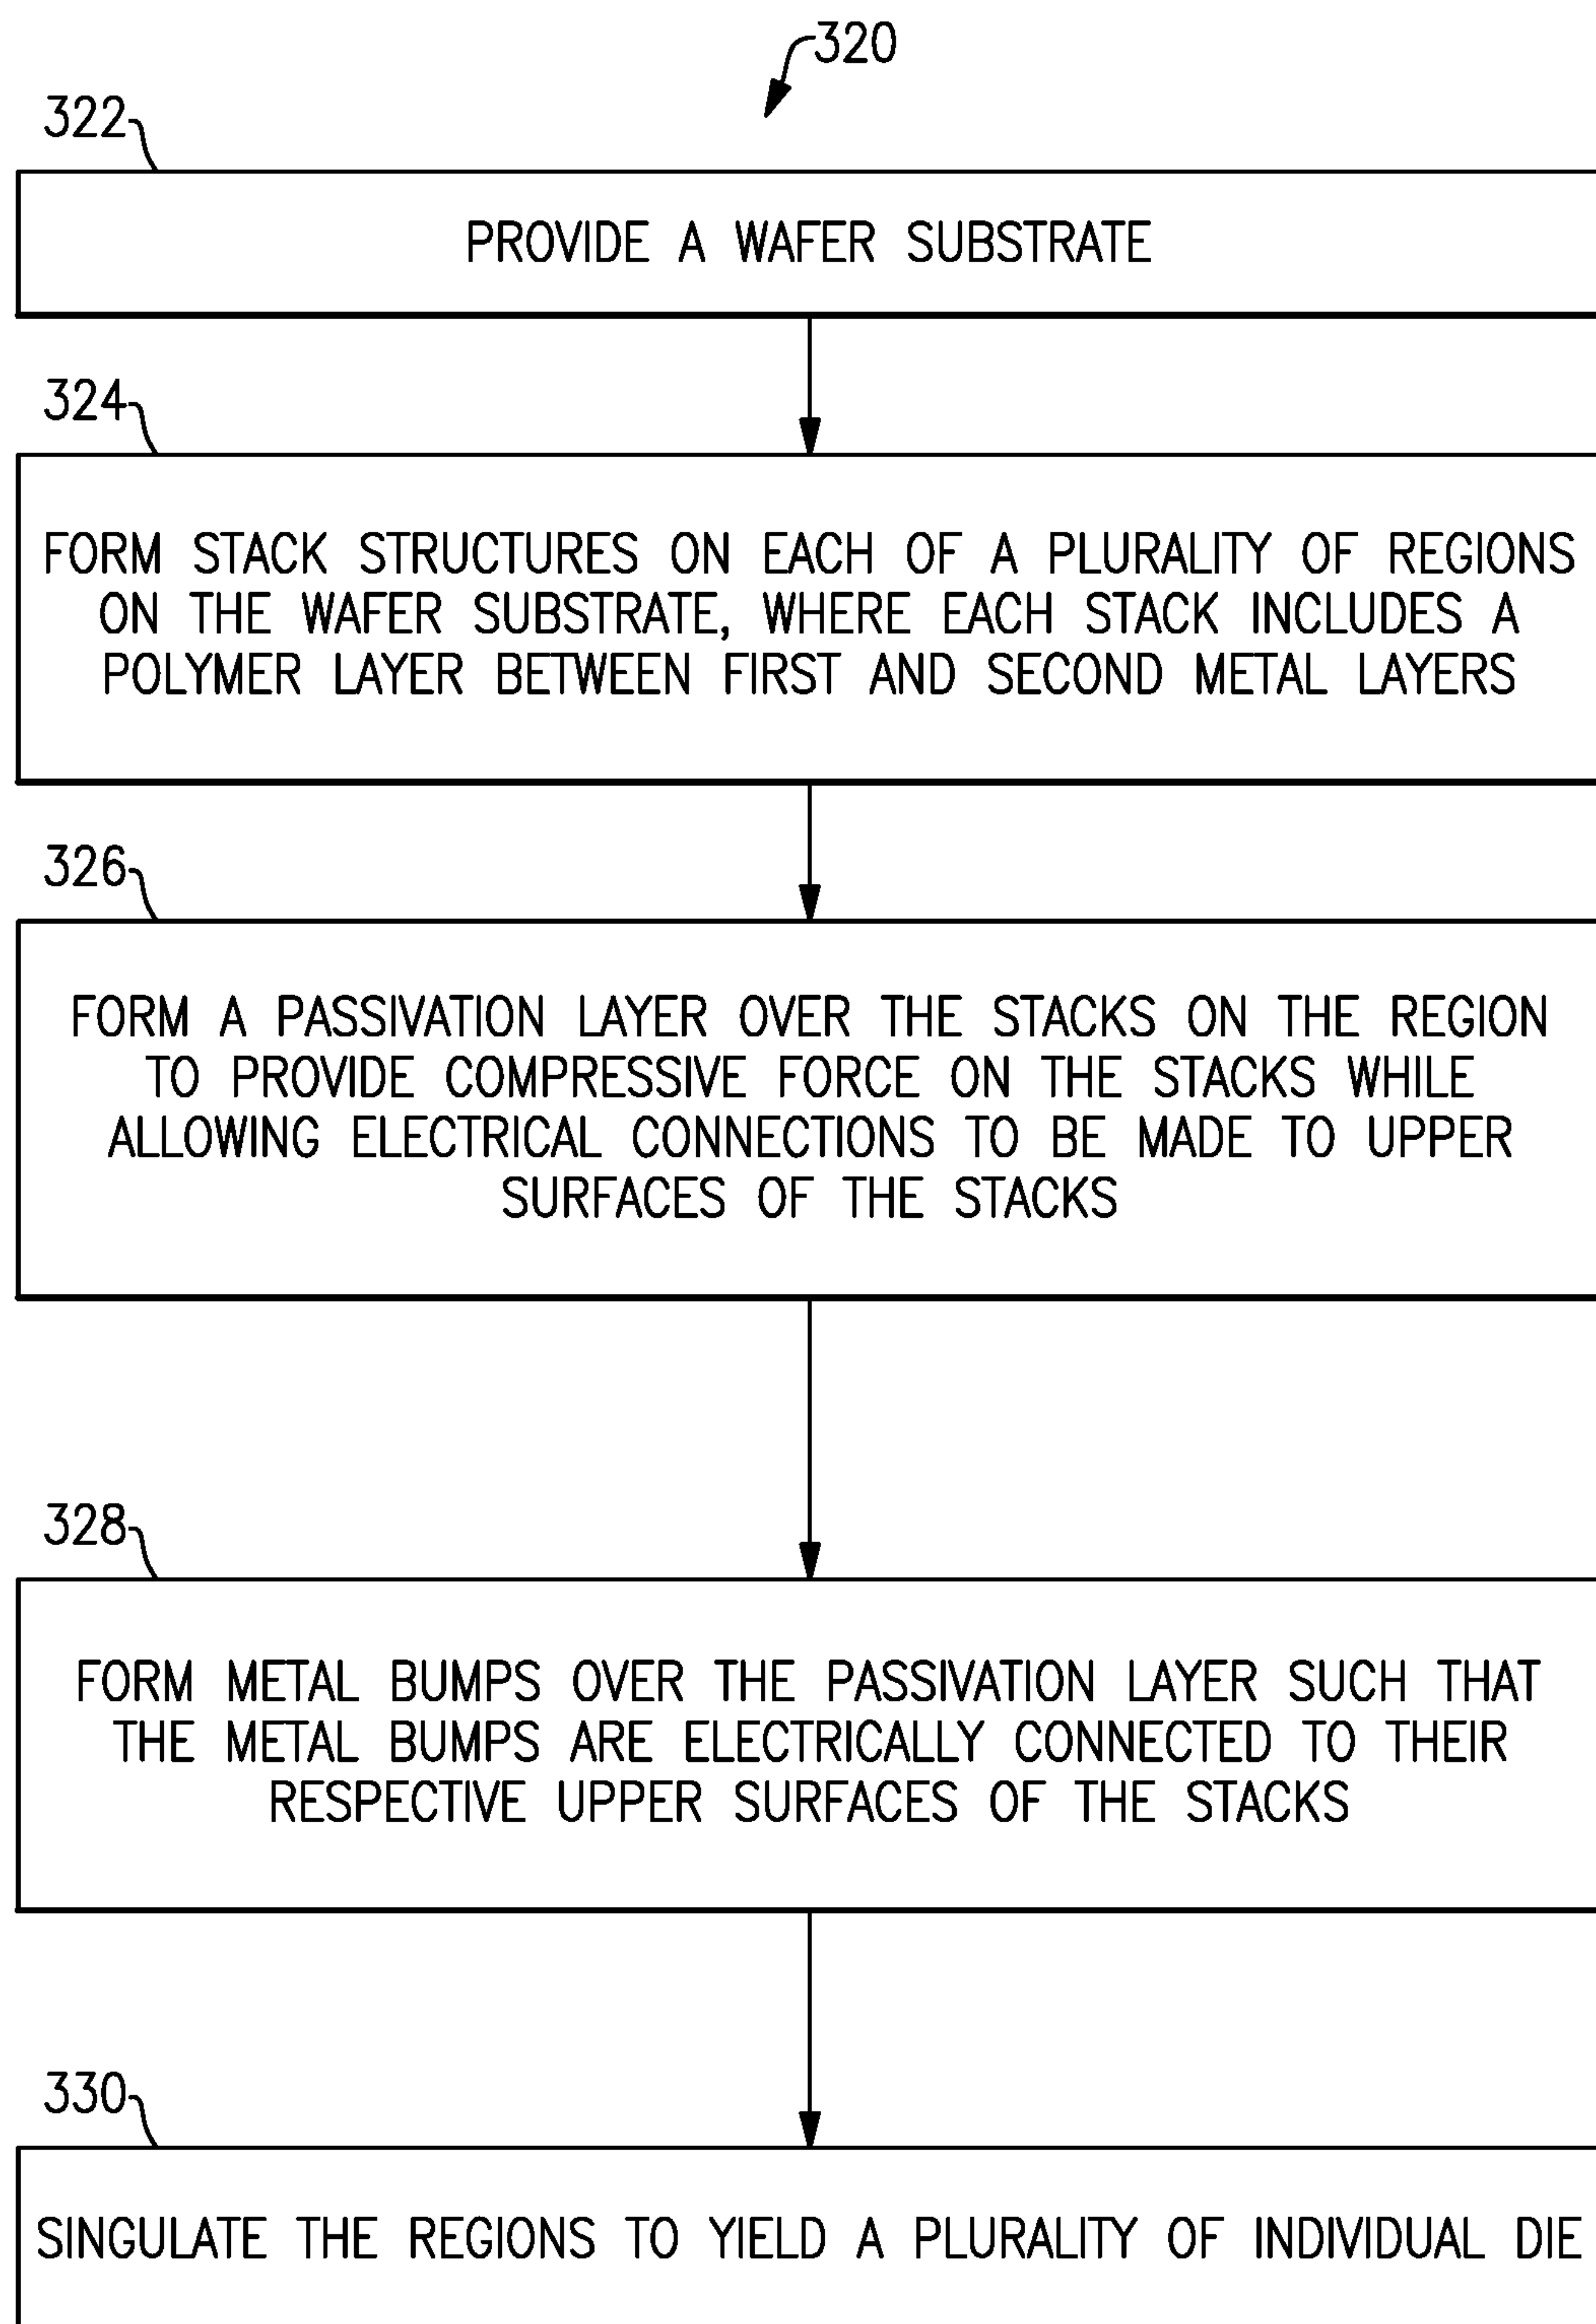 320
322
PROVIDE A WAFER SUBSTRATE
324
FORM STACK STRUCTURES ON EACH OF A PLURALITY OF REGIONS
ON THE WAFER SUBSTRATE, WHERE EACH STACK INCLUDES A
POLYMER LAYER BETWEEN FIRST AND SECOND METAL LAYERS
326
FORM A PASSIVATION LAYER OVER THE STACKS ON THE REGION
TO PROVIDE COMPRESSIVE FORCE ON THE STACKS WHILE
ALLOWING ELECTRICAL CONNECTIONS TO BE MADE TO UPPER
SURFACES OF THE STACKS
328
FORM METAL BUMPS OVER THE PASSIVATION LAYER SUCH THAT
THE METAL BUMPS ARE ELECTRICALLY CONNECTED TO THEIR
RESPECTIVE UPPER SURFACES OF THE STACKS
330
SINGULATE THE REGIONS TO YIELD A PLURALITY OF INDIVIDUAL DIE